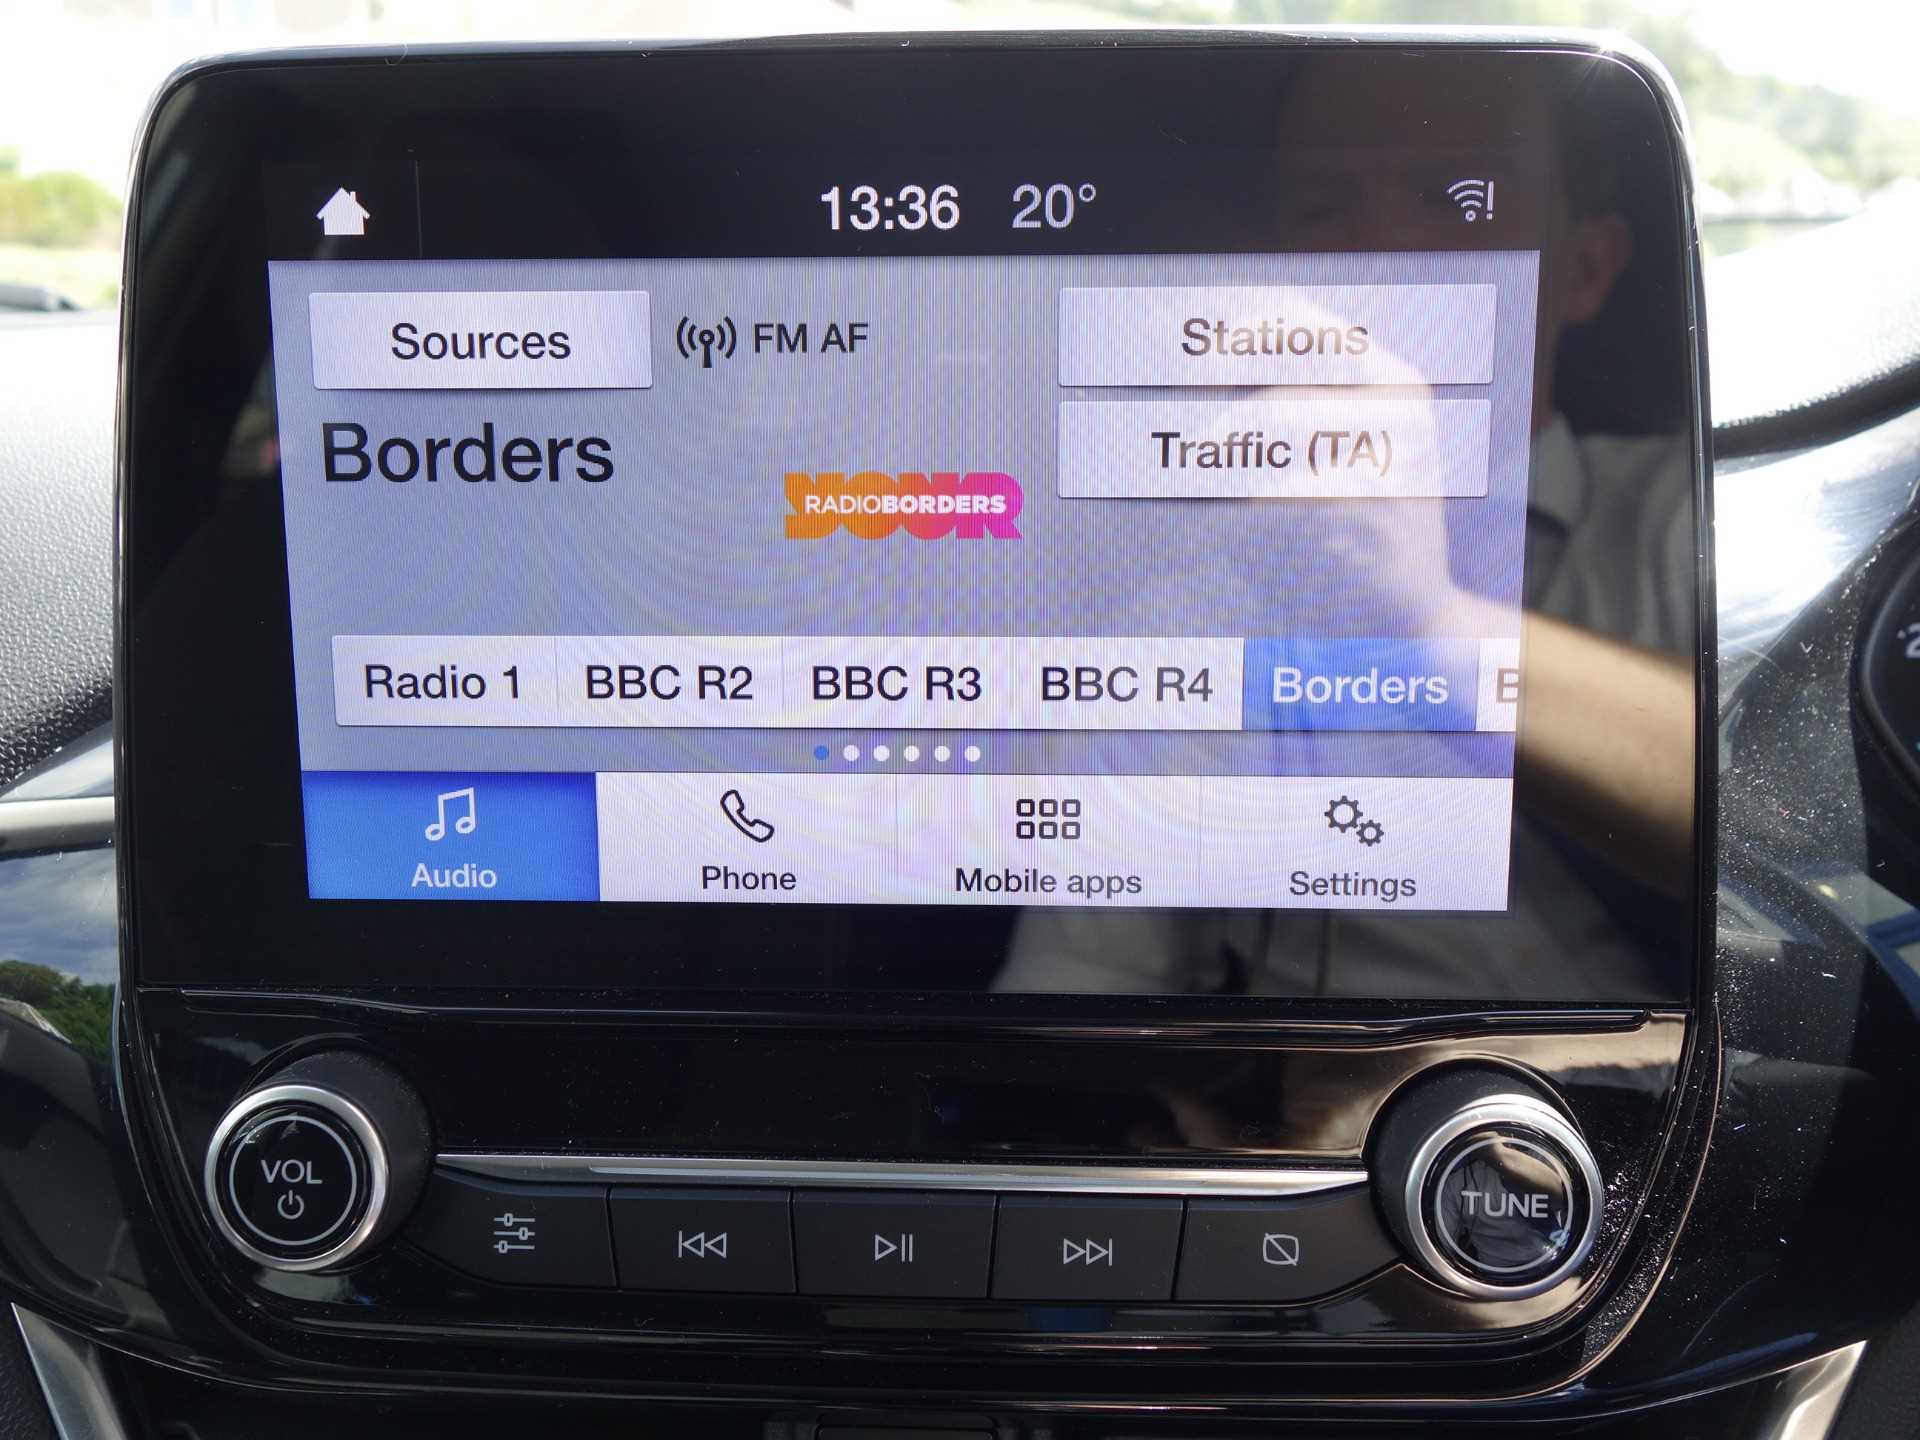 13:36 20°
Sources FM AF Stations
Borders Traffic (TA)
YOUR
RADIOBORDERS
Radio 1 BBC R2 BBC R3 BBC R4 Borders B
Audio Phone Mobile apps Settings
VOL TUNE